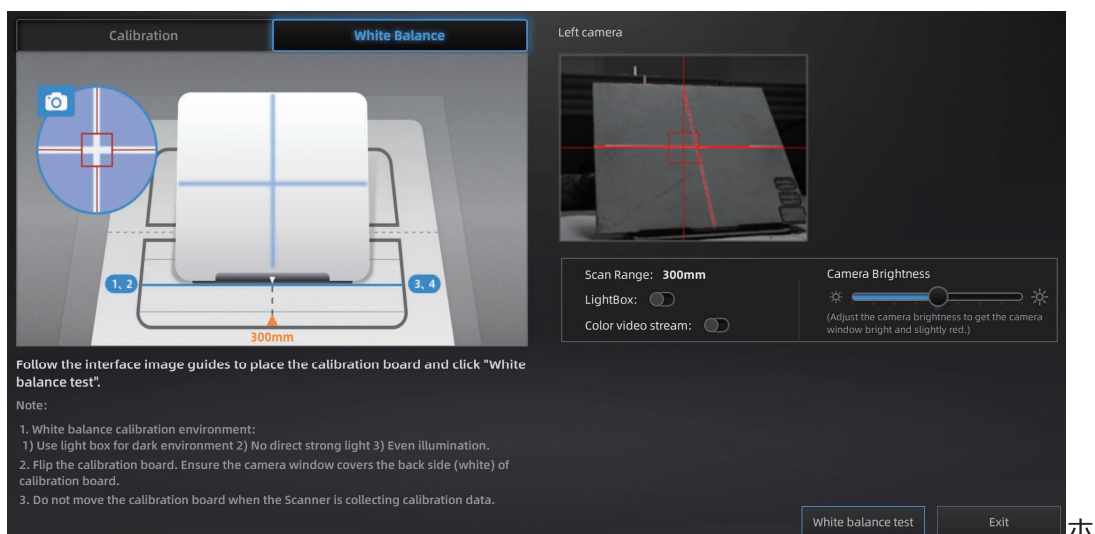 Calibration
White Balance
1、2
3、4
300mm
Follow the interface image guides to place the calibration board and click "White
balance test".
Note:
1. White balance calibration environment:
1) Use light box for dark environment 2) No direct strong light 3) Even illumination.
2. Flip the calibration board. Ensure the camera window covers the back side (white) of
calibration board.
3. Do not move the calibration board when the Scanner is collecting calibration data.
Left camera
Scan Range: 300mm
LightBox:
Color video stream:
Camera Brightness
(Adjust the camera brightness to get the camera
window bright and slightly red.)
White balance test
Exit